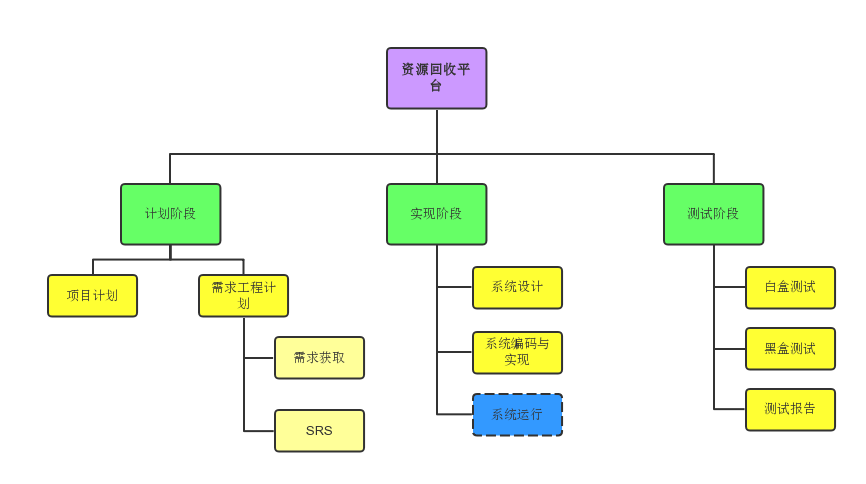 资源回收平
台
计划阶段
实现阶段
测试阶段
项目计划
需求工程计
划
需求获取
SRS
系统设计
系统编码与
实现
系统运行
白盒测试
黑盒测试
测试报告